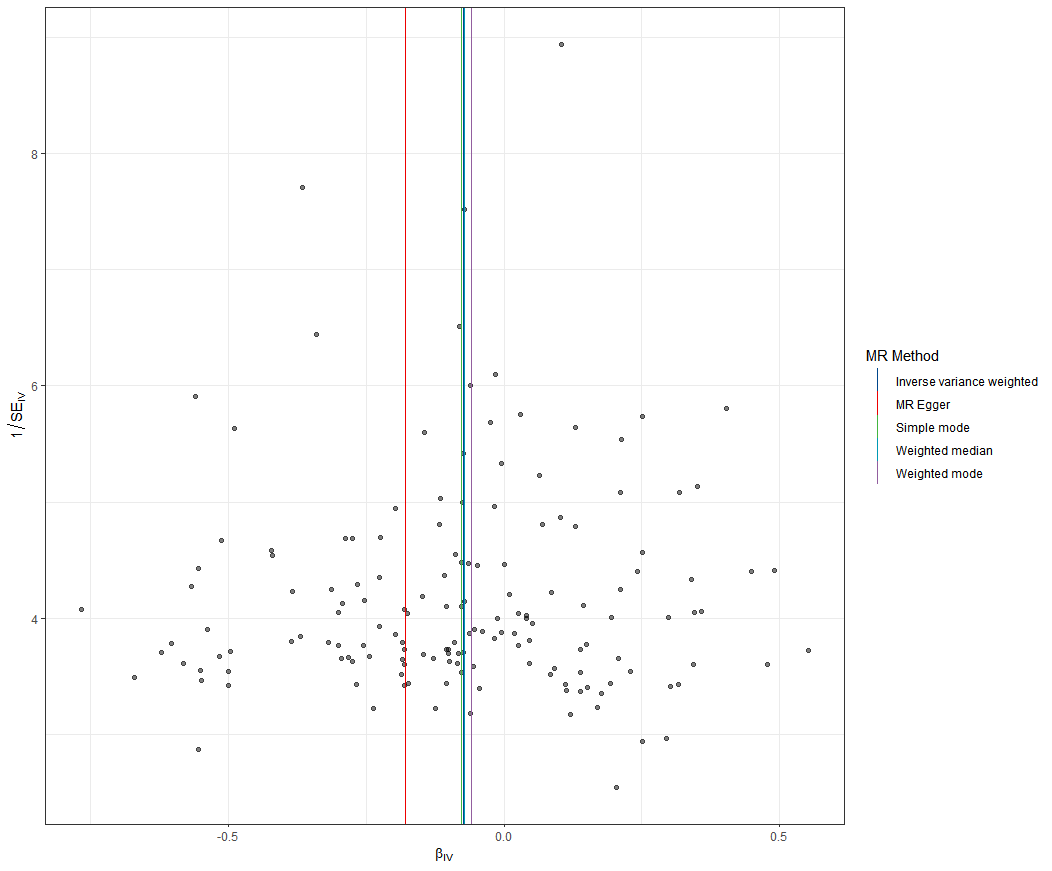 8
6
4
1/SE_IV
-0.5
0.0
0.5
β_IV
MR Method
Inverse variance weighted
MR Egger
Simple mode
Weighted median
Weighted mode